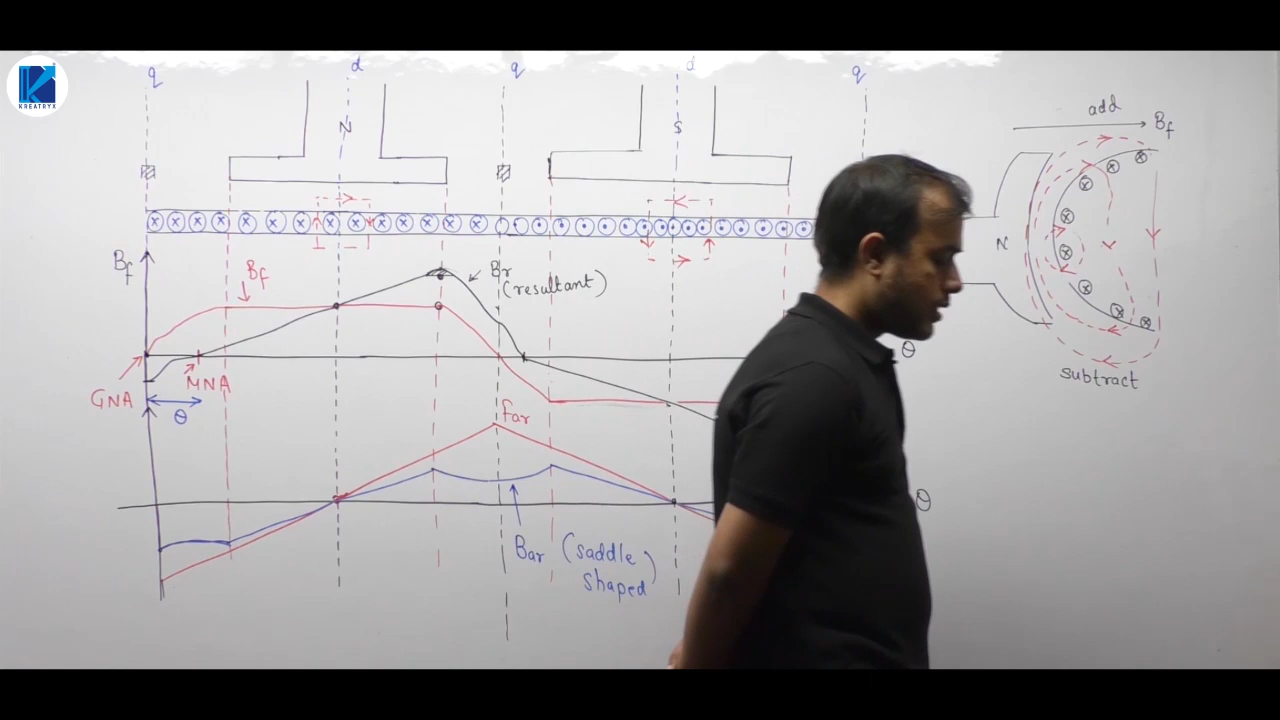 KREATRYX
q
d
q
d
q
N
S
add
Bf
N
subtract
Bf
Bf
Br
(resultant)
GNA
MNA
θ
θ
Far
θ
Bar (saddle
shaped)